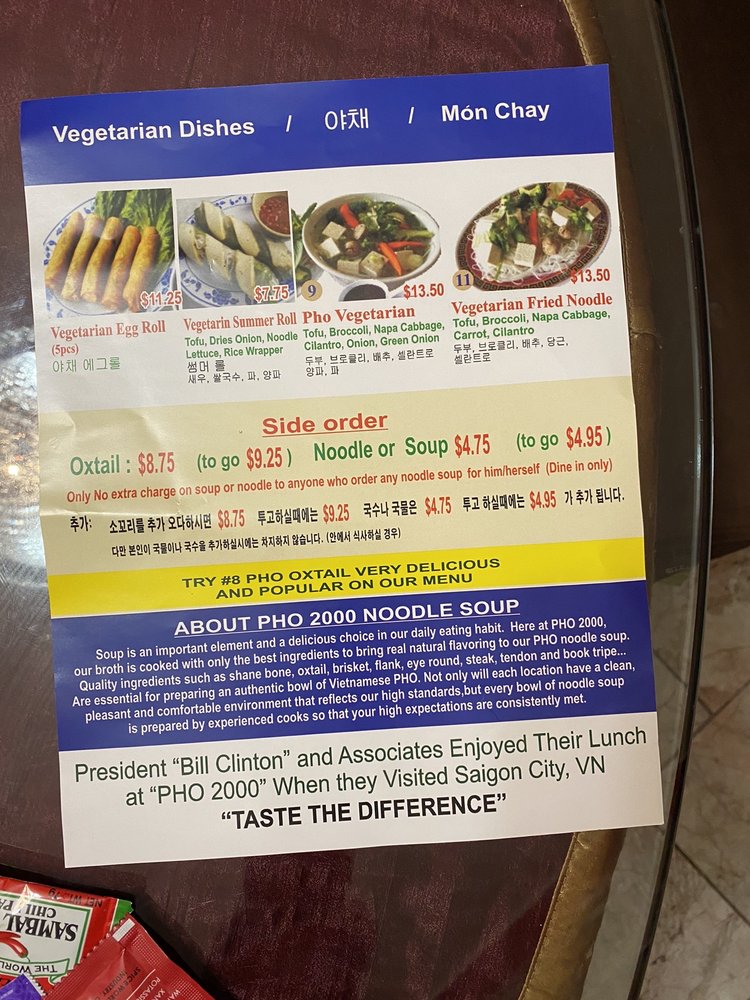 Vegetarian Dishes / 야채 / Món Chay
$11.25
Vegetarian Egg Roll
(5pcs)
야채 에그롤
$7.75
Vegetarin Summer Roll
Tofu, Dries Onion, Noodle
Lettuce, Rice Wrapper
썸머 롤
새우, 쌀국수, 파, 양파
9
$13.50
Pho Vegetarian
Tofu, Broccoli, Napa Cabbage,
Cilantro, Onion, Green Onion
두부, 브로클리, 배추, 셀란트로
양파, 파
11
$13.50
Vegetarian Fried Noodle
Tofu, Broccoli, Napa Cabbage,
Carrot, Cilantro
두부, 브로클리, 배추, 당근,
셀란트로
Side order
Oxtail : $8.75 (to go $9.25 ) Noodle or Soup $4.75 (to go $4.95 )
Only No extra charge on soup or noodle to anyone who order any noodle soup for him/herself (Dine in only)
추가: 소꼬리를 추가 오다하시면 $8.75 투고하실때에는 $9.25 국수나 국물은 $4.75 투고 하실때에는 $4.95 가 추가 됩니다.
다만 본인이 국물이나 국수을 추가하실시에는 차지하지 않습니다. (안에서 식사하실 경우)
TRY #8 PHO OXTAIL VERY DELICIOUS
AND POPULAR ON OUR MENU
ABOUT PHO 2000 NOODLE SOUP
Soup is an important element and a delicious choice in our daily eating habit. Here at PHO 2000,
our broth is cooked with only the best ingredients to bring real natural flavoring to our PHO noodle soup.
Quality ingredients such as shane bone, oxtail, brisket, flank, eye round, steak, tendon and book tripe...
Are essential for preparing an authentic bowl of Vietnamese PHO. Not only will each location have a clean,
pleasant and comfortable environment that reflects our high standards,but every bowl of noodle soup
is prepared by experienced cooks so that your high expectations are consistently met.
President “Bill Clinton” and Associates Enjoyed Their Lunch
at “PHO 2000” When they Visited Saigon City, VN
“TASTE THE DIFFERENCE”
NET WT. 7g
SAMBAL
CHILI PA
THE WORL